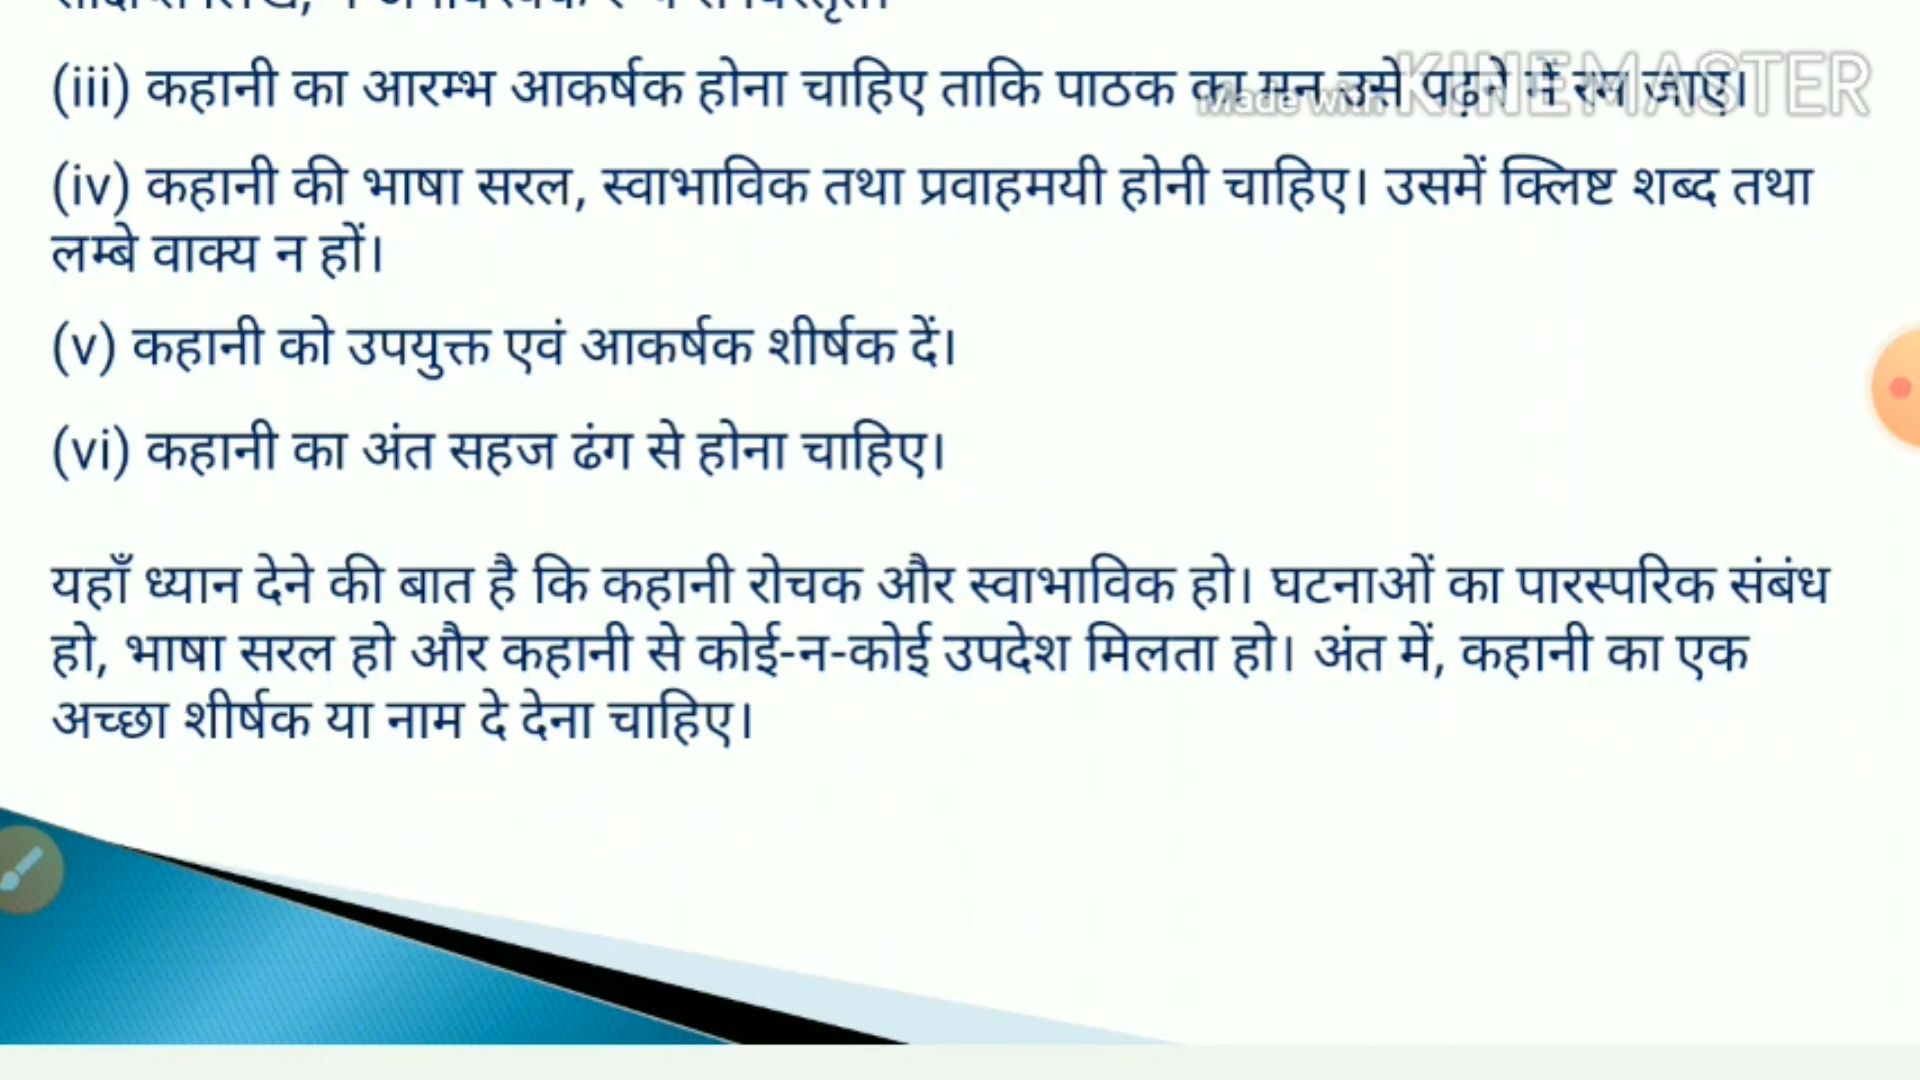 (iii) कहानी का आरम्भ आकर्षक होना चाहिए ताकि पाठक का मन उसे पढ़ने में रम जाए।
Made with KINEMASTER
(iv) कहानी की भाषा सरल, स्वाभाविक तथा प्रवाहमयी होनी चाहिए। उसमें क्लिष्ट शब्द तथा
लम्बे वाक्य न हों।
(v) कहानी को उपयुक्त एवं आकर्षक शीर्षक दें।
(vi) कहानी का अंत सहज ढंग से होना चाहिए।
यहाँ ध्यान देने की बात है कि कहानी रोचक और स्वाभाविक हो। घटनाओं का पारस्परिक संबंध
हो, भाषा सरल हो और कहानी से कोई-न-कोई उपदेश मिलता हो। अंत में, कहानी का एक
अच्छा शीर्षक या नाम दे देना चाहिए।